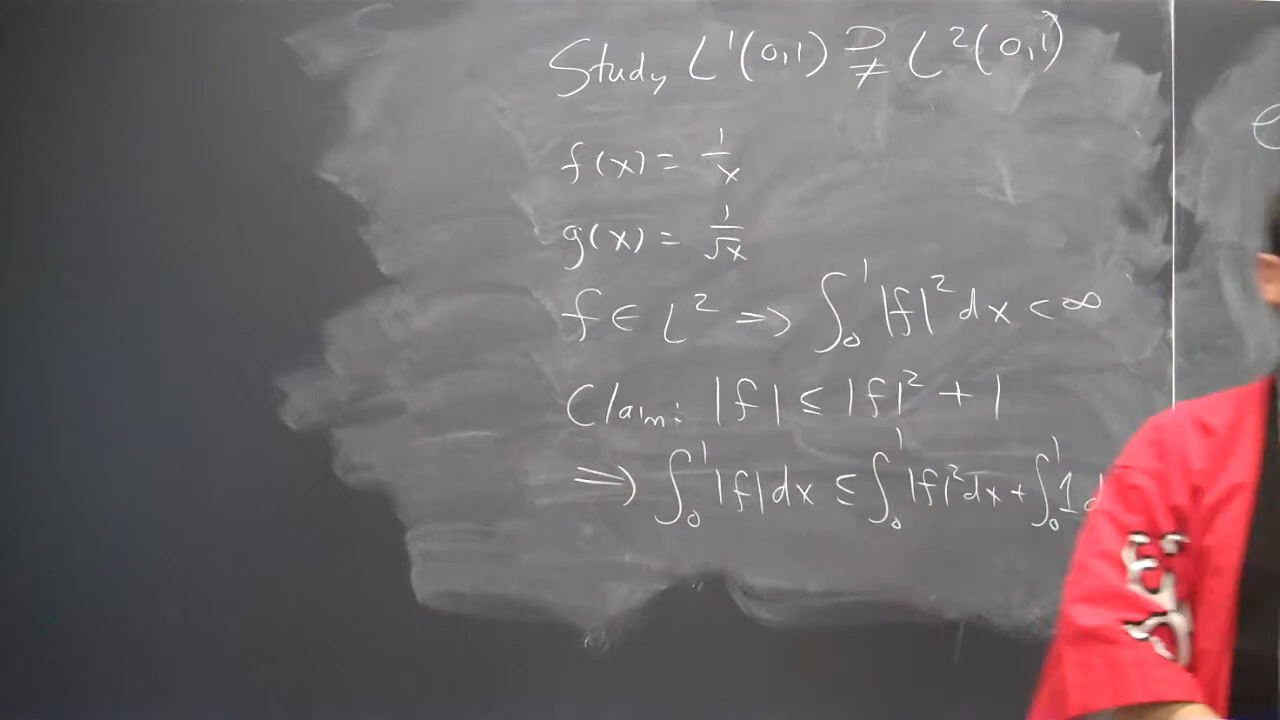 Study L¹(0,1) ⊋ L²(0,1)
f(x) = 1/x
g(x) = 1/√x
f ∈ L² => ∫₀¹ |f|² dx < ∞
Claim: |f| ≤ |f|² + 1
=> ∫₀¹ |f| dx ≤ ∫₀¹ |f|² dx + ∫₀¹ 1 d